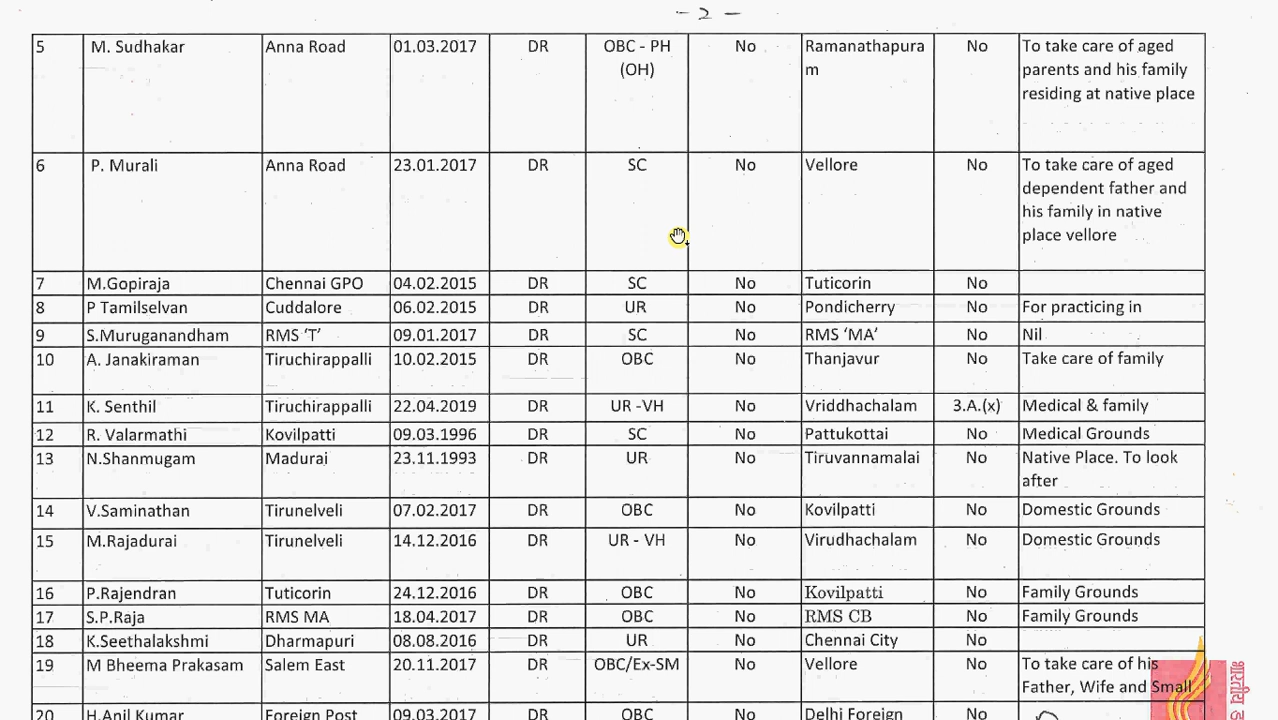 - 2 -
5 M. Sudhakar Anna Road 01.03.2017 DR OBC - PH No Ramanathapura No To take care of aged
(OH) m parents and his family
residing at native place
6 P. Murali Anna Road 23.01.2017 DR SC No Vellore No To take care of aged
dependent father and
his family in native
place vellore
7 M.Gopiraja Chennai GPO 04.02.2015 DR SC No Tuticorin No
8 P Tamilselvan Cuddalore 06.02.2015 DR UR No Pondicherry No For practicing in
9 S.Muruganandham RMS ‘T’ 09.01.2017 DR SC No RMS ‘MA’ No Nil
10 A. Janakiraman Tiruchirappalli 10.02.2015 DR OBC No Thanjavur No Take care of family
11 K. Senthil Tiruchirappalli 22.04.2019 DR UR -VH No Vriddhachalam 3.A.(x) Medical & family
12 R. Valarmathi Kovilpatti 09.03.1996 DR SC No Pattukottai No Medical Grounds
13 N.Shanmugam Madurai 23.11.1993 DR UR No Tiruvannamalai No Native Place. To look
after
14 V.Saminathan Tirunelveli 07.02.2017 DR OBC No Kovilpatti No Domestic Grounds
15 M.Rajadurai Tirunelveli 14.12.2016 DR UR - VH No Virudhachalam No Domestic Grounds
16 P.Rajendran Tuticorin 24.12.2016 DR OBC No Kovilpatti No Family Grounds
17 S.P.Raja RMS MA 18.04.2017 DR OBC No RMS CB No Family Grounds
18 K.Seethalakshmi Dharmapuri 08.08.2016 DR UR No Chennai City No
19 M Bheema Prakasam Salem East 20.11.2017 DR OBC/Ex-SM No Vellore No To take care of his
Father, Wife and Small
20 H.Anil Kumar Foreign Post 09.03.2017 DR OBC No Delhi Foreign No